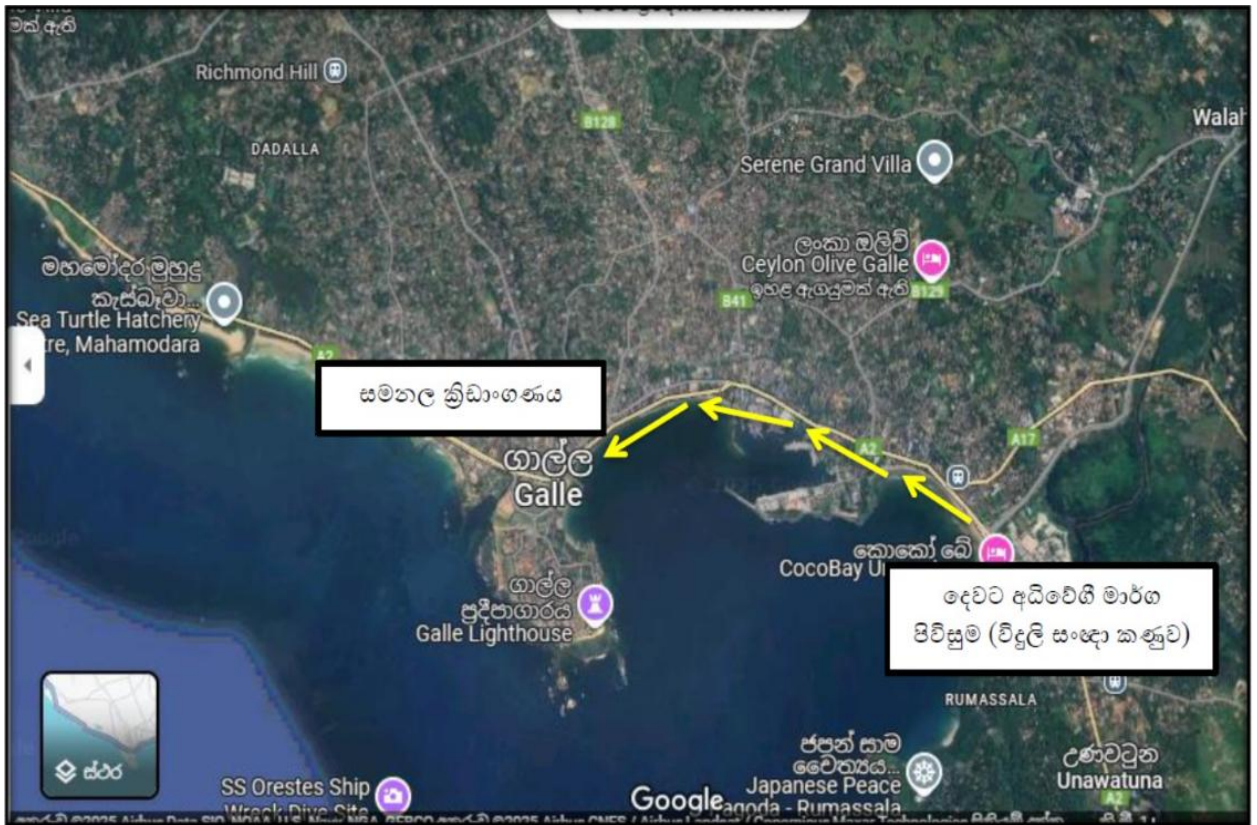 මක් ඇති
Richmond Hill
B128
DADALLA
Walah
Serene Grand Villa
ලංකා ඔලිව්
Ceylon Olive Galle
ඉහළ ඇගයුමක් ඇති
B129
B41
මහමෝදර මුහුදු
කැස්බෑවා...
Sea Turtle Hatchery
tre, Mahamodara
A2
සමනල ක්‍රිඩාංගණය
ගාල්ල
Galle
A2
A17
කොකෝ බේ
CocoBay U
දෙවට අධිවේගී මාර්ග
පිවිසුම (විදුලි සංඥා කණුව)
ගාල්ල
ප්‍රදීපාගාරය
Galle Lighthouse
RUMASSALA
ජපන් සාම
චෛත්‍යය...
Japanese Peace
agoda - Rumassala
උණවටුන
Unawatuna
A2
ස්ථර
SS Orestes Ship
Wreck Dive Site
Google